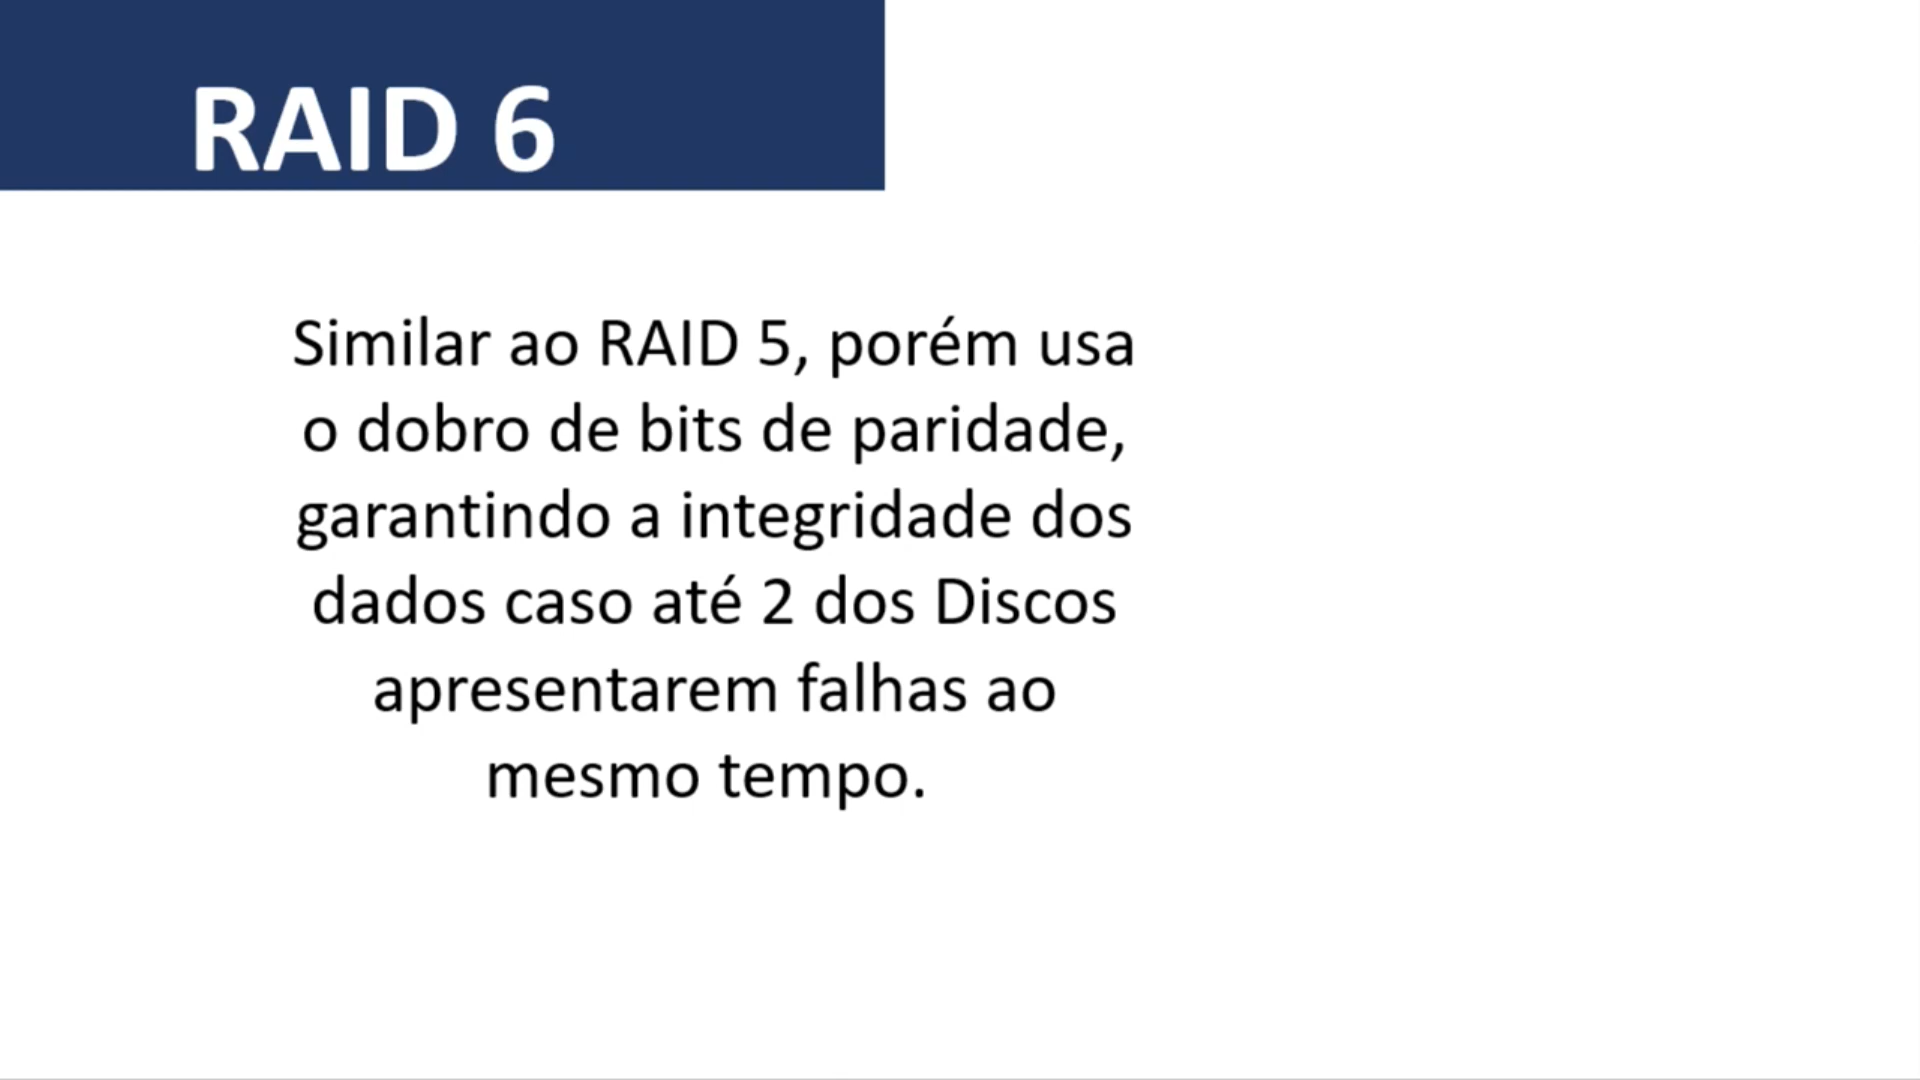 RAID 6
Similar ao RAID 5, porém usa
o dobro de bits de paridade,
garantindo a integridade dos
dados caso até 2 dos Discos
apresentarem falhas ao
mesmo tempo.